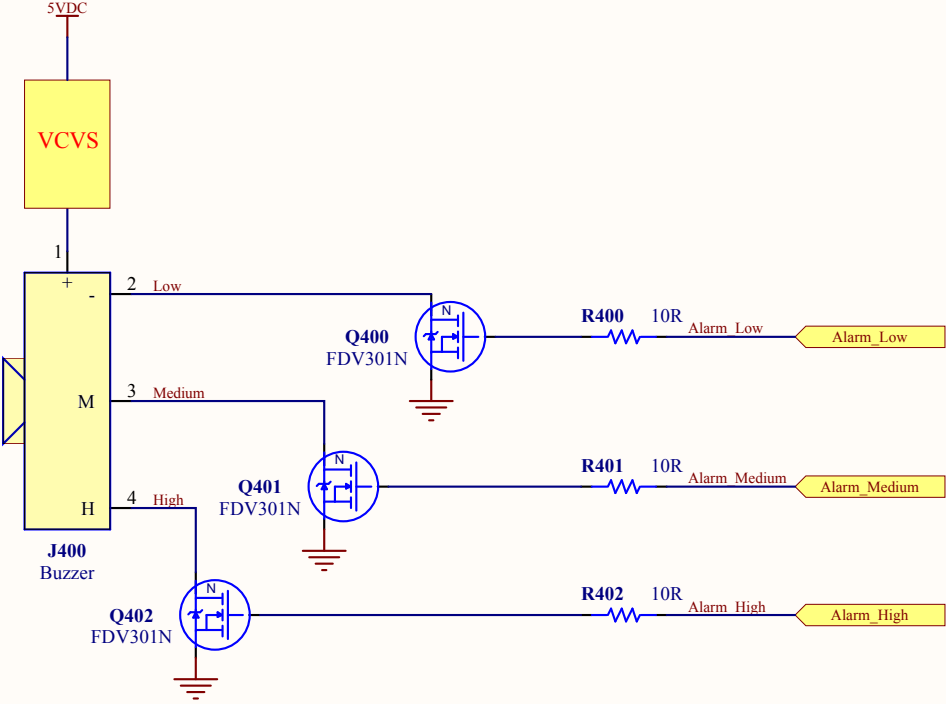 5VDC
VCVS
1
+
-
2 Low
N
Q400
FDV301N
R400 10R
Alarm_Low
Alarm_Low
M
3 Medium
N
Q401
FDV301N
R401 10R
Alarm_Medium
Alarm_Medium
H
4 High
J400
Buzzer
N
Q402
FDV301N
R402 10R
Alarm_High
Alarm_High